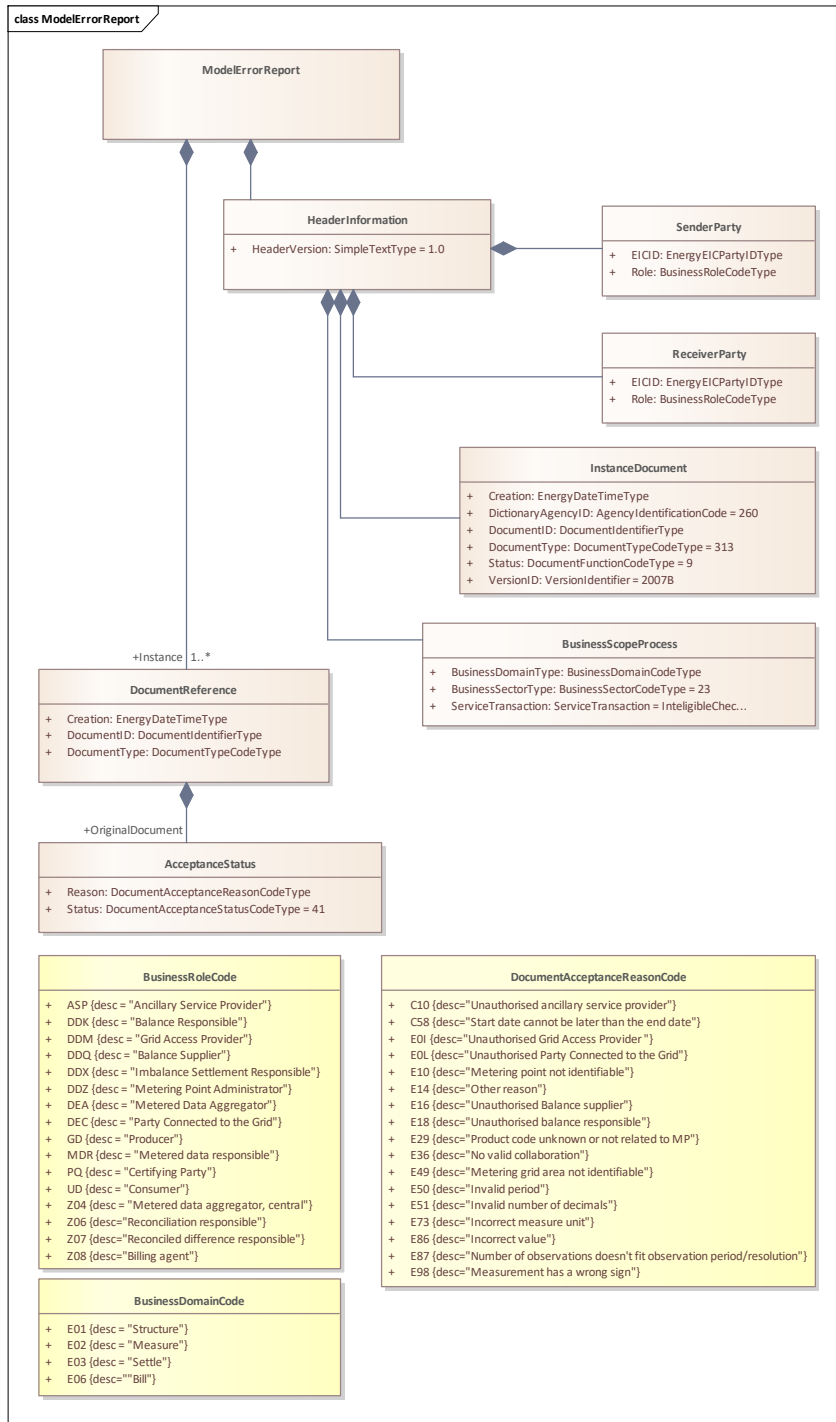 class ModelErrorReport
ModelErrorReport
HeaderInformation
+ HeaderVersion: SimpleTextType = 1.0
SenderParty
+ EICID: EnergyEICPartyIDType
+ Role: BusinessRoleCodeType
ReceiverParty
+ EICID: EnergyEICPartyIDType
+ Role: BusinessRoleCodeType
InstanceDocument
+ Creation: EnergyDateTimeType
+ DictionaryAgencyID: AgencyIdentificationCode = 260
+ DocumentID: DocumentIdentifierType
+ DocumentType: DocumentTypeCodeType = 313
+ Status: DocumentFunctionCodeType = 9
+ VersionID: VersionIdentifier = 2007B
BusinessScopeProcess
+ BusinessDomainType: BusinessDomainCodeType
+ BusinessSectorType: BusinessSectorCodeType = 23
+ ServiceTransaction: ServiceTransaction = InteligibleChec...
+Instance 1..*
DocumentReference
+ Creation: EnergyDateTimeType
+ DocumentID: DocumentIdentifierType
+ DocumentType: DocumentTypeCodeType
+OriginalDocument
AcceptanceStatus
+ Reason: DocumentAcceptanceReasonCodeType
+ Status: DocumentAcceptanceStatusCodeType = 41
BusinessRoleCode
+ ASP {desc = "Ancillary Service Provider"}
+ DDK {desc = "Balance Responsible"}
+ DDM {desc = "Grid Access Provider"}
+ DDQ {desc = "Balance Supplier"}
+ DDX {desc = "Imbalance Settlement Responsible"}
+ DDZ {desc = "Metering Point Administrator"}
+ DEA {desc = "Metered Data Aggregator"}
+ DEC {desc = "Party Connected to the Grid"}
+ GD {desc = "Producer"}
+ MDR {desc = "Metered data responsible"}
+ PQ {desc = "Certifying Party"}
+ UD {desc = "Consumer"}
+ Z04 {desc = "Metered data aggregator, central"}
+ Z06 {desc="Reconciliation responsible"}
+ Z07 {desc="Reconciled difference responsible"}
+ Z08 {desc="Billing agent"}
DocumentAcceptanceReasonCode
+ C10 {desc="Unauthorised ancillary service provider"}
+ C58 {desc="Start date cannot be later than the end date"}
+ E0I {desc="Unauthorised Grid Access Provider "}
+ E0L {desc="Unauthorised Party Connected to the Grid"}
+ E10 {desc="Metering point not identifiable"}
+ E14 {desc="Other reason"}
+ E16 {desc="Unauthorised Balance supplier"}
+ E18 {desc="Unauthorised balance responsible"}
+ E29 {desc="Product code unknown or not related to MP"}
+ E36 {desc="No valid collaboration"}
+ E49 {desc="Metering grid area not identifiable"}
+ E50 {desc="Invalid period"}
+ E51 {desc="Invalid number of decimals"}
+ E73 {desc="Incorrect measure unit"}
+ E86 {desc="Incorrect value"}
+ E87 {desc="Number of observations doesn't fit observation period/resolution"}
+ E98 {desc="Measurement has a wrong sign"}
BusinessDomainCode
+ E01 {desc = "Structure"}
+ E02 {desc = "Measure"}
+ E03 {desc = "Settle"}
+ E06 {desc=""Bill"}